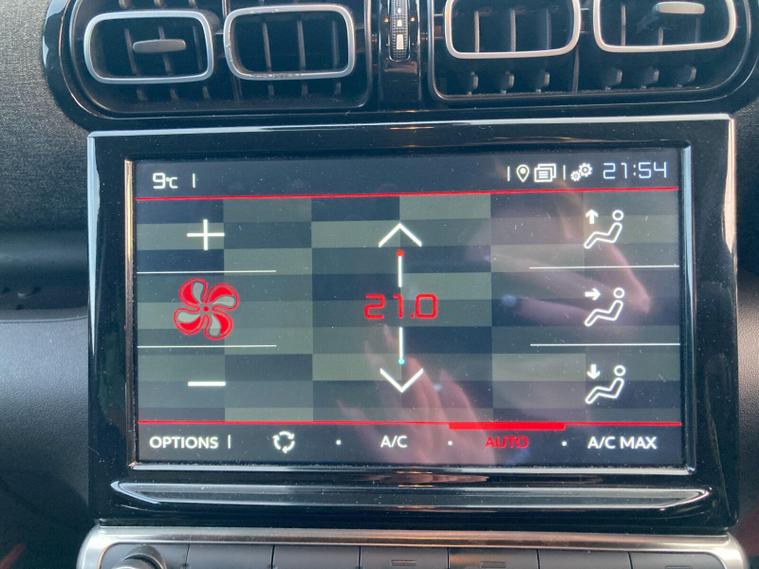 9°C 21:54
21.0
OPTIONS A/C AUTO A/C MAX